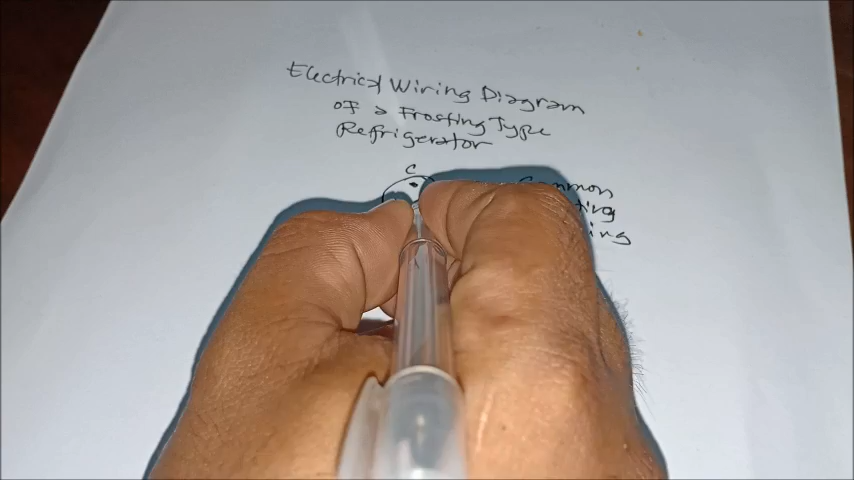 Electrical Wiring Diagram
of a Frosting Type
Refrigerator
C